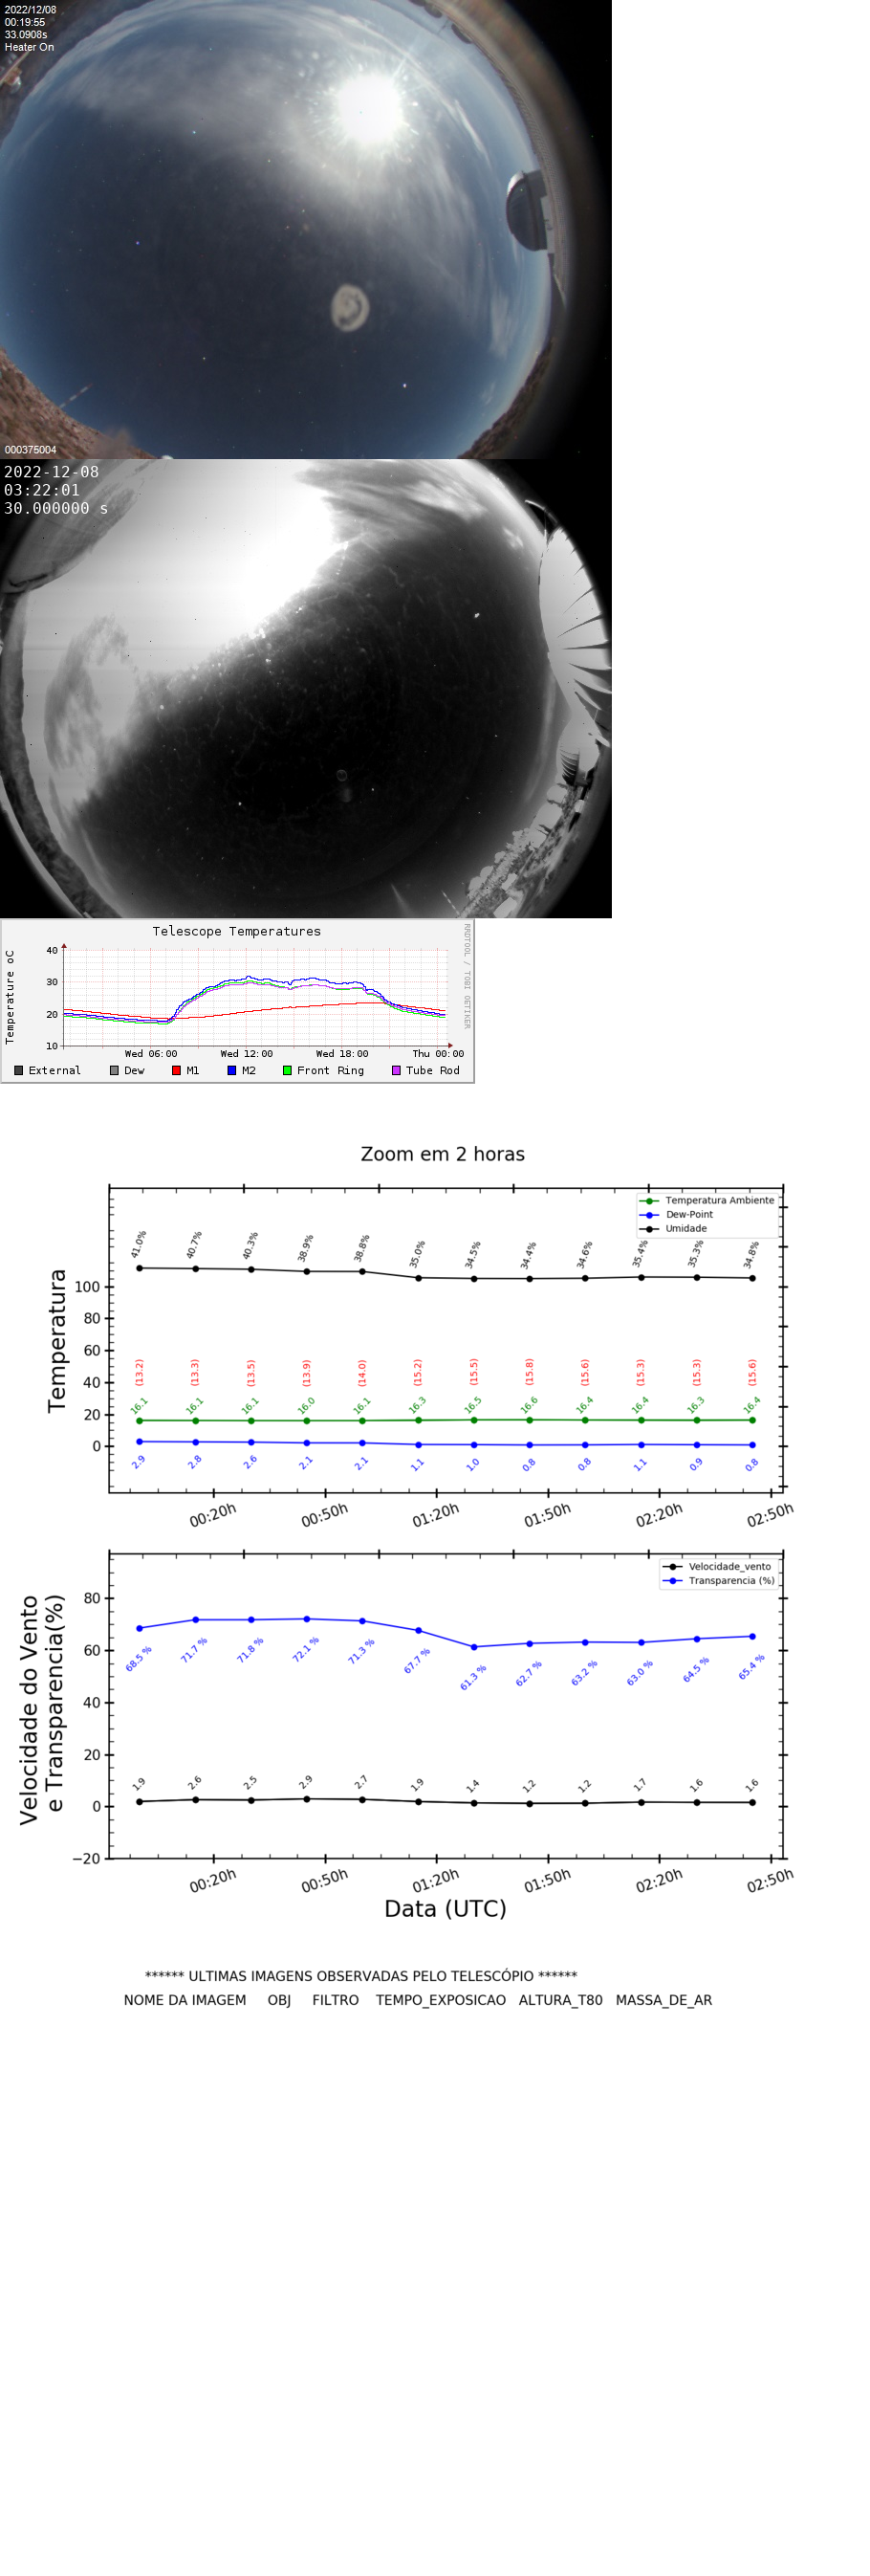 2022/12/08
00:19:55
33.0908s
Heater On
000375004
2022-12-08
03:22:01
30.000000 s
Telescope Temperatures
RRDTOOL / TOBI OETIKER
Temperature oC
40
30
20
10
Wed 06:00 Wed 12:00 Wed 18:00 Thu 00:00
External Dew M1 M2 Front Ring Tube Rod
Zoom em 2 horas
Temperatura Ambiente
Dew-Point
Umidade
Temperatura
100
80
60
40
20
0
41.0% 40.7% 40.3% 38.9% 38.8% 35.0% 34.5% 34.4% 34.6% 35.4% 35.3% 34.8%
(13.2) (13.3) (13.5) (13.9) (14.0) (15.2) (15.5) (15.8) (15.6) (15.3) (15.3) (15.6)
16.1 16.1 16.1 16.0 16.1 16.3 16.5 16.6 16.4 16.4 16.3 16.4
2.9 2.8 2.6 2.1 2.1 1.1 1.0 0.8 0.8 1.1 0.9 0.8
00:20h 00:50h 01:20h 01:50h 02:20h 02:50h
Velocidade_vento
Transparencia (%)
Velocidade do Vento
e Transparencia(%)
80
60
40
20
0
−20
68.5 % 71.7 % 71.8 % 72.1 % 71.3 % 67.7 % 61.3 % 62.7 % 63.2 % 63.0 % 64.5 % 65.4 %
1.9 2.6 2.5 2.9 2.7 1.9 1.4 1.2 1.2 1.7 1.6 1.6
00:20h 00:50h 01:20h 01:50h 02:20h 02:50h
Data (UTC)
****** ULTIMAS IMAGENS OBSERVADAS PELO TELESCÓPIO ******
NOME DA IMAGEM OBJ FILTRO TEMPO_EXPOSICAO ALTURA_T80 MASSA_DE_AR